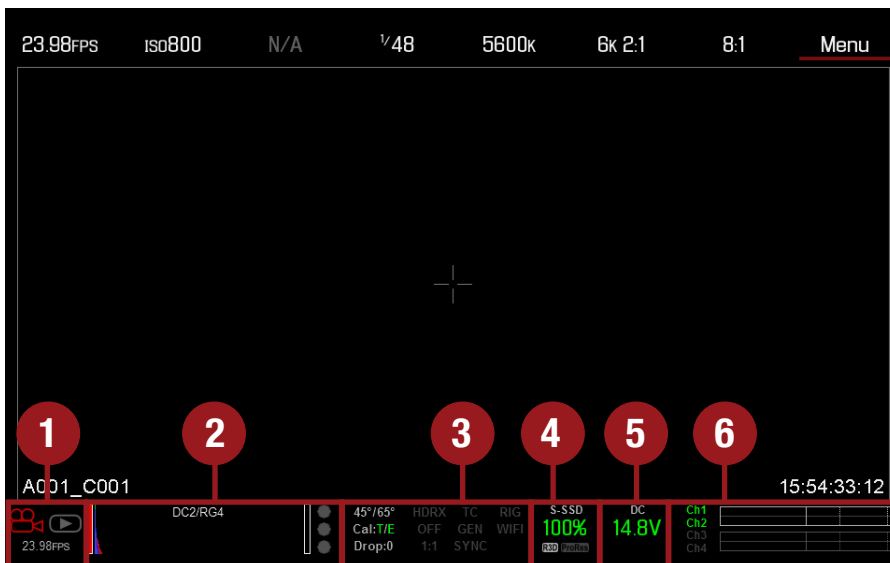 23.98FPS ISO800 N/A 1/48 5600K 6K 2:1 8:1 Menu
1 2 3 4 5 6
A001_C001 15:54:33:12
DC2/RG4 45°/65° HDRX TC RIG S-SSD DC Ch1
Cal:T/E OFF GEN WIFI 100% 14.8V Ch2
23.98FPS Drop:0 1:1 SYNC R3D ProRes Ch3
Ch4